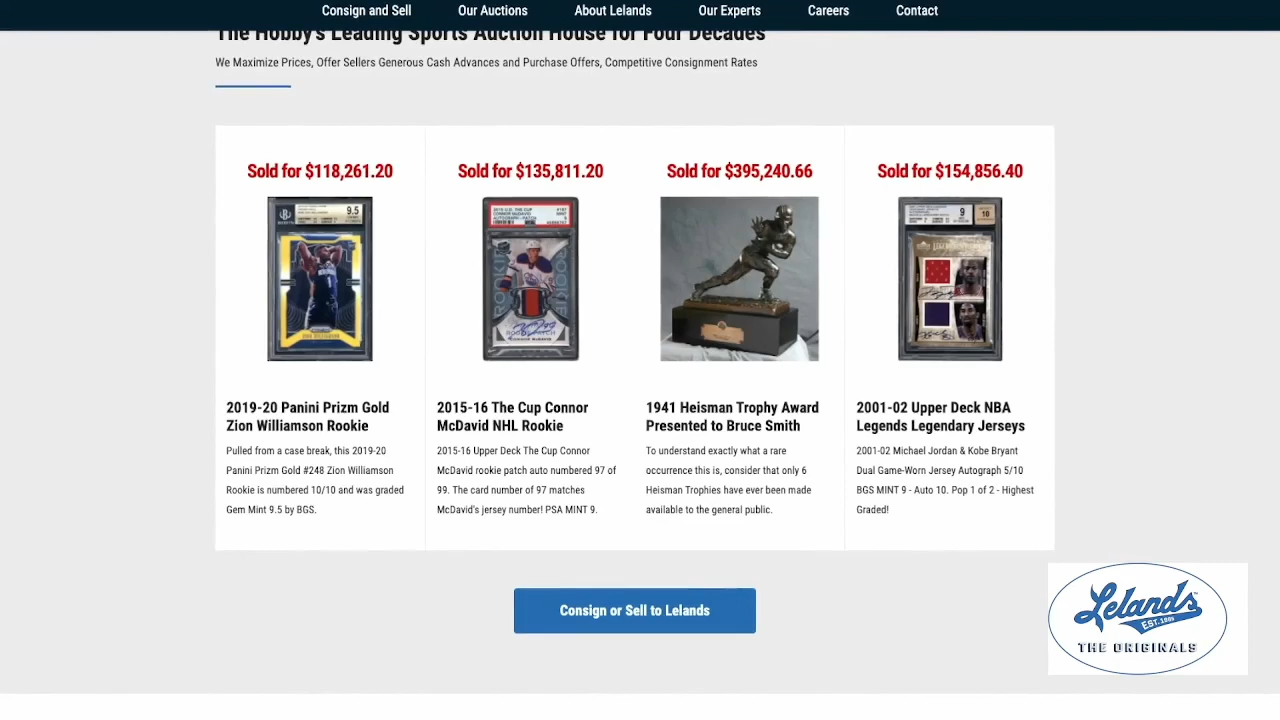 Consign and Sell
Our Auctions
About Lelands
Our Experts
Careers
Contact
The Hobby's Leading Sports Auction House for Four Decades
We Maximize Prices, Offer Sellers Generous Cash Advances and Purchase Offers, Competitive Consignment Rates
Sold for $118,261.20
9.5
2019-20 Panini Prizm Gold
Zion Williamson Rookie
Pulled from a case break, this 2019-20
Panini Prizm Gold #248 Zion Williamson
Rookie is numbered 10/10 and was graded
Gem Mint 9.5 by BGS.
Sold for $135,811.20
ROOKIE
2015-16 The Cup Connor
McDavid NHL Rookie
2015-16 Upper Deck The Cup Connor
McDavid rookie patch auto numbered 97 of
99. The card number of 97 matches
McDavid's jersey number! PSA MINT 9.
Sold for $395,240.66
1941 Heisman Trophy Award
Presented to Bruce Smith
To understand exactly what a rare
occurrence this is, consider that only 6
Heisman Trophies have ever been made
available to the general public.
Sold for $154,856.40
9
10
2001-02 Upper Deck NBA
Legends Legendary Jerseys
2001-02 Michael Jordan & Kobe Bryant
Dual Game-Worn Jersey Autograph 5/10
BGS MINT 9 - Auto 10. Pop 1 of 2 - Highest
Graded!
Consign or Sell to Lelands
Lelands
EST. 1985
THE ORIGINALS